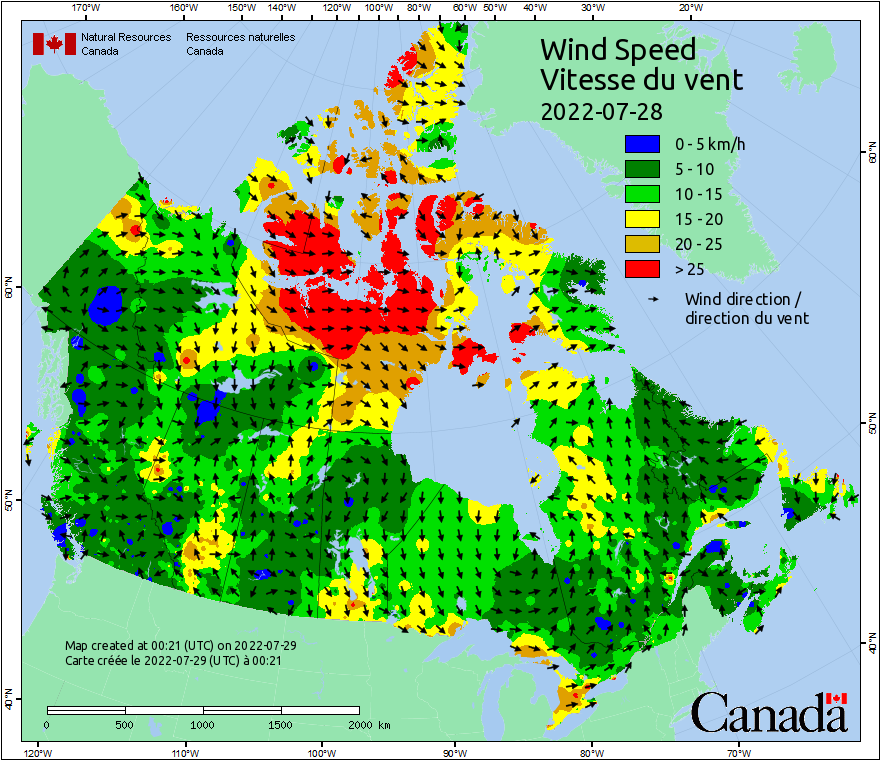 170°W 160°W 150°W 140°W 120°W 100°W 80°W 60°W 50°W 40°W 30°W 20°W
Natural Resources Ressources naturelles
Canada Canada
Wind Speed
Vitesse du vent
2022-07-28
0 - 5 km/h
5 - 10
10 - 15
15 - 20
20 - 25
> 25
Wind direction /
direction du vent
60°N 60°N
50°N 50°N
40°N 40°N
Map created at 00:21 (UTC) on 2022-07-29
Carte créée le 2022-07-29 (UTC) à 00:21
0 500 1000 1500 2000 km
Canada
120°W 110°W 100°W 90°W 80°W 70°W